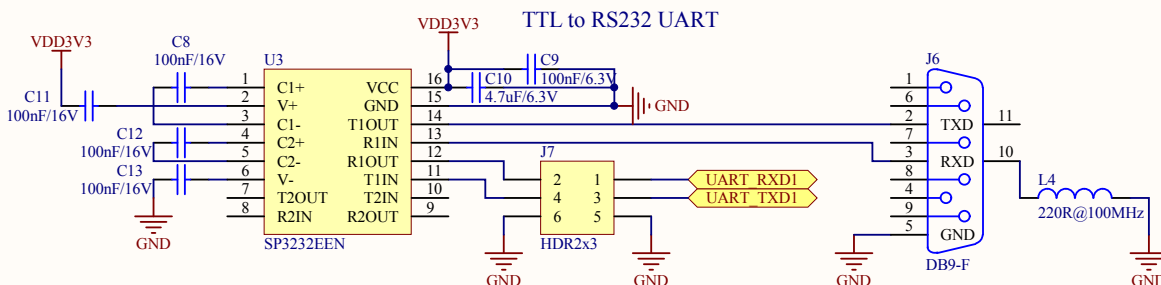 TTL to RS232 UART
VDD3V3
VDD3V3
C8
100nF/16V
C11
100nF/16V
C12
100nF/16V
C13
100nF/16V
GND
U3
1 C1+ VCC 16
2 V+ GND 15
3 C1- T1OUT 14
4 C2+ R1IN 13
5 C2- R1OUT 12
6 V- T1IN 11
7 T2OUT T2IN 10
8 R2IN R2OUT 9
SP3232EEN
C9
100nF/6.3V
C10
4.7uF/6.3V
GND
J7
2 1
4 3
6 5
HDR2x3
GND
GND
UART_RXD1
UART_TXD1
J6
1
6
2 TXD 11
7
3 RXD 10
8
4
9
5 GND
DB9-F
GND
L4
220R@100MHz
GND